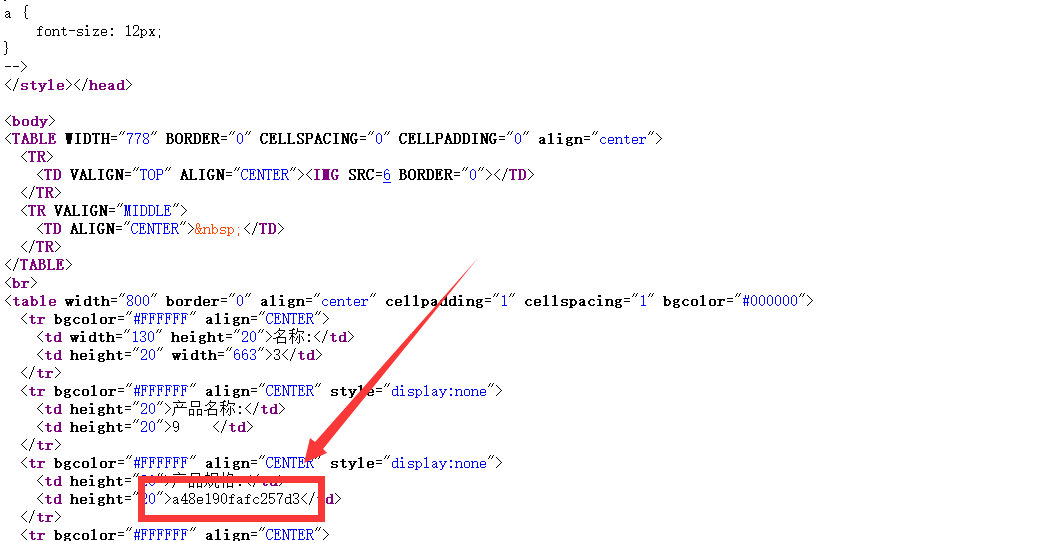 a {
    font-size: 12px;
}
-->
</style></head>
<body>
<TABLE WIDTH="778" BORDER="0" CELLSPACING="0" CELLPADDING="0" align="center">
  <TR>
    <TD VALIGN="TOP" ALIGN="CENTER"><IMG SRC=6 BORDER="0"></TD>
  </TR>
  <TR VALIGN="MIDDLE">
    <TD ALIGN="CENTER">&nbsp;</TD>
  </TR>
</TABLE>
<br>
<table width="800" border="0" align="center" cellpadding="1" cellspacing="1" bgcolor="#000000">
  <tr bgcolor="#FFFFFF" align="CENTER">
    <td width="130" height="20">名称:</td>
    <td height="20" width="663">3</td>
  </tr>
  <tr bgcolor="#FFFFFF" align="CENTER" style="display:none">
    <td height="20">产品名称:</td>
    <td height="20">9    </td>
  </tr>
  <tr bgcolor="#FFFFFF" align="CENTER" style="display:none">
    <td height="20">产品规格:</td>
    <td height="20">a48e190fafc257d3</td>
  </tr>
  <tr bgcolor="#FFFFFF" align="CENTER">